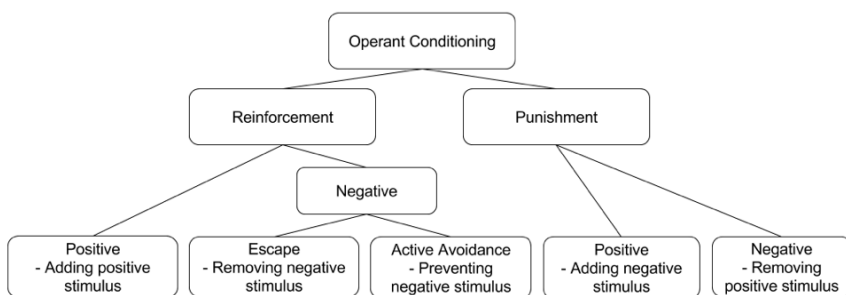 Operant Conditioning
Reinforcement
Punishment
Negative
Positive
- Adding positive
stimulus
Escape
- Removing negative
stimulus
Active Avoidance
- Preventing
negative stimulus
Positive
- Adding negative
stimulus
Negative
- Removing
positive stimulus